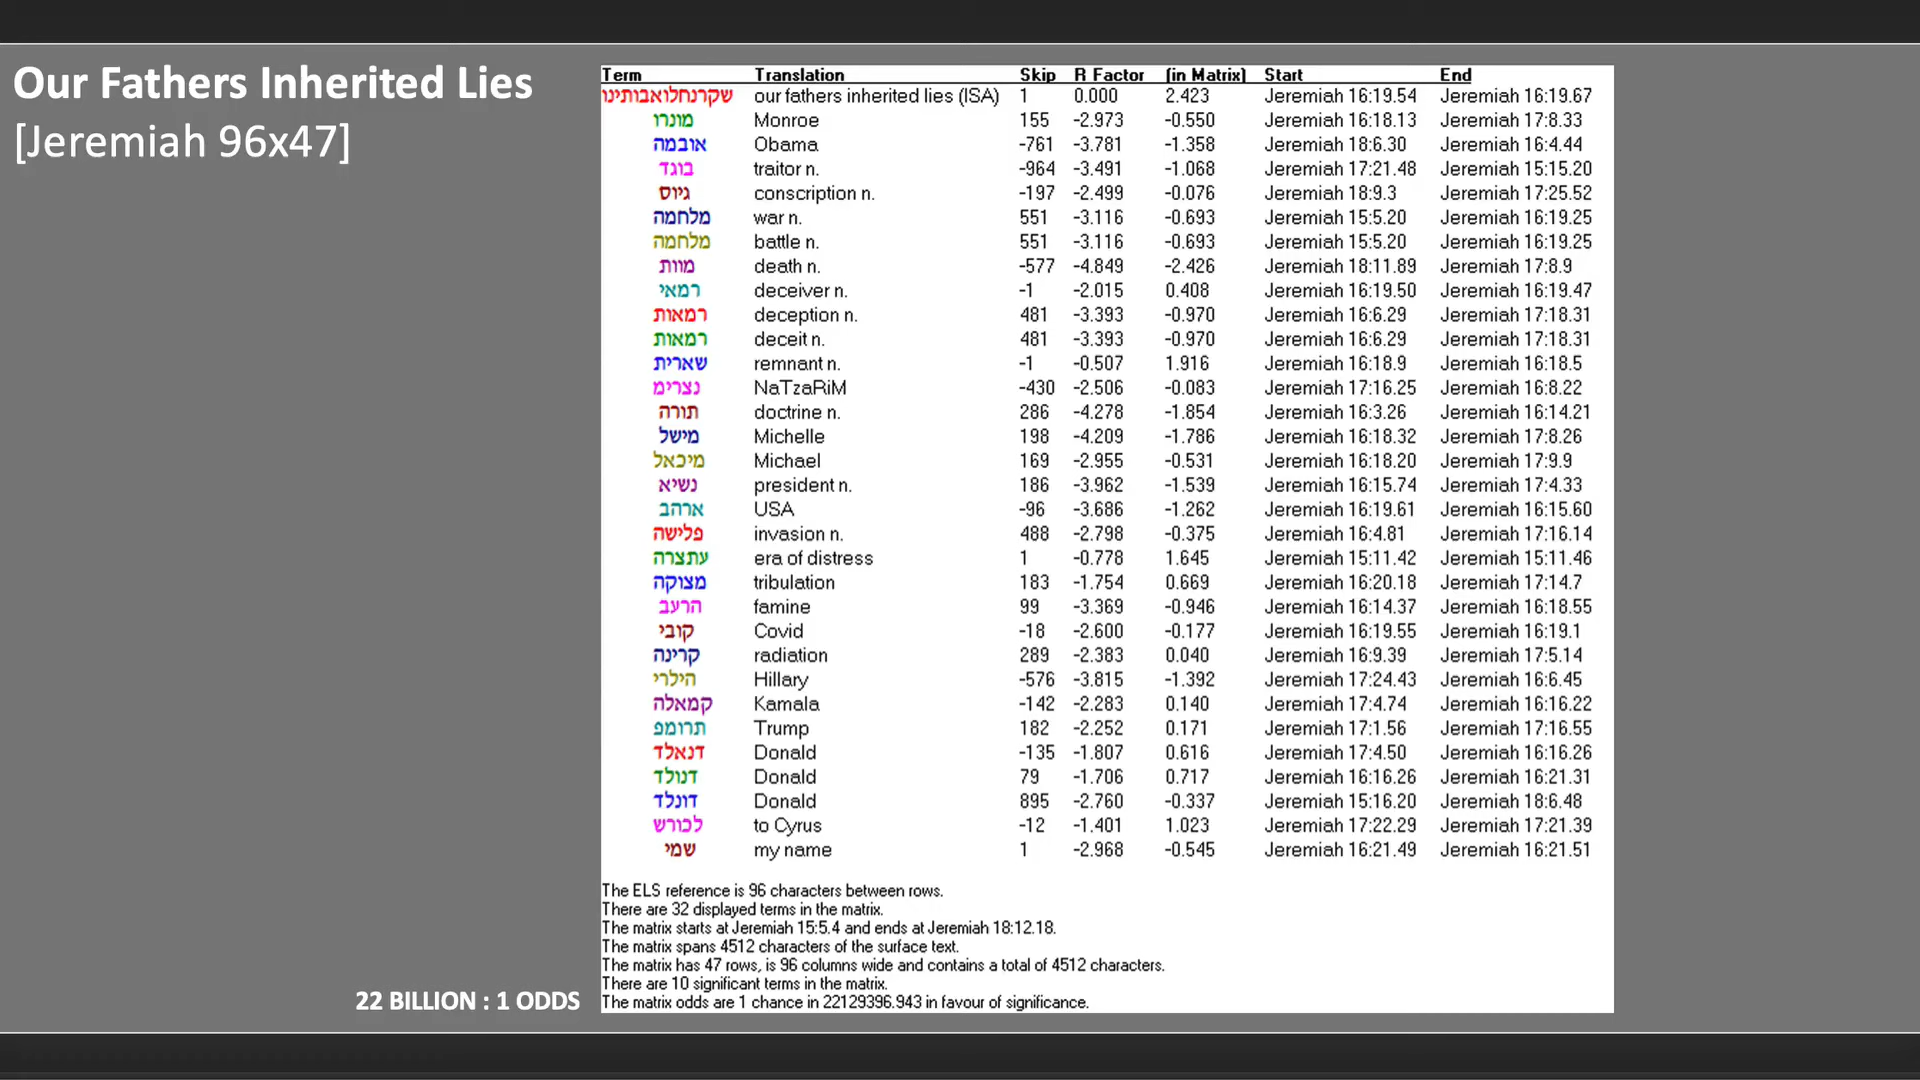 Our Fathers Inherited Lies
[Jeremiah 96x47]
Term Translation Skip R Factor (in Matrix) Start End
שקרנחלואבותינו our fathers inherited lies (ISA) 1 0.000 2.423 Jeremiah 16:19.54 Jeremiah 16:19.67
מונרו Monroe 155 -2.973 -0.550 Jeremiah 16:18.13 Jeremiah 17:8.33
אובמה Obama -761 -3.781 -1.358 Jeremiah 18:6.30 Jeremiah 16:4.44
בוגד traitor n. -964 -3.491 -1.068 Jeremiah 17:21.48 Jeremiah 15:15.20
גיוס conscription n. -197 -2.499 -0.076 Jeremiah 18:9.3 Jeremiah 17:25.52
מלחמה war n. 551 -3.116 -0.693 Jeremiah 15:5.20 Jeremiah 16:19.25
מלחמה battle n. 551 -3.116 -0.693 Jeremiah 15:5.20 Jeremiah 16:19.25
מוות death n. -577 -4.849 -2.426 Jeremiah 18:11.89 Jeremiah 17:8.9
רמאי deceiver n. -1 -2.015 0.408 Jeremiah 16:19.50 Jeremiah 16:19.47
רמאות deception n. 481 -3.393 -0.970 Jeremiah 16:6.29 Jeremiah 17:18.31
רמאות deceit n. 481 -3.393 -0.970 Jeremiah 16:6.29 Jeremiah 17:18.31
שארית remnant n. -1 -0.507 1.916 Jeremiah 16:18.9 Jeremiah 16:18.5
נצרימ NaTzaRiM -430 -2.506 -0.083 Jeremiah 17:16.25 Jeremiah 16:8.22
תורה doctrine n. 286 -4.278 -1.854 Jeremiah 16:3.26 Jeremiah 16:14.21
מישל Michelle 198 -4.209 -1.786 Jeremiah 16:18.32 Jeremiah 17:8.26
מיכאל Michael 169 -2.955 -0.531 Jeremiah 16:18.20 Jeremiah 17:9.9
נשיא president n. 186 -3.962 -1.539 Jeremiah 16:15.74 Jeremiah 17:4.33
ארהב USA -96 -3.686 -1.262 Jeremiah 16:19.61 Jeremiah 16:15.60
פלישה invasion n. 488 -2.798 -0.375 Jeremiah 16:4.81 Jeremiah 17:16.14
עתצרה era of distress 1 -0.778 1.645 Jeremiah 15:11.42 Jeremiah 15:11.46
מצוקה tribulation 183 -1.754 0.669 Jeremiah 16:20.18 Jeremiah 17:14.7
הרעב famine 99 -3.369 -0.946 Jeremiah 16:14.37 Jeremiah 16:18.55
קובי Covid -18 -2.600 -0.177 Jeremiah 16:19.55 Jeremiah 16:19.1
קרינה radiation 289 -2.383 0.040 Jeremiah 16:9.39 Jeremiah 17:5.14
הילרי Hillary -576 -3.815 -1.392 Jeremiah 17:24.43 Jeremiah 16:6.45
קמאלה Kamala -142 -2.283 0.140 Jeremiah 17:4.74 Jeremiah 16:16.22
תרומפ Trump 182 -2.252 0.171 Jeremiah 17:1.56 Jeremiah 17:16.55
דנאלד Donald -135 -1.807 0.616 Jeremiah 17:4.50 Jeremiah 16:16.26
דנולד Donald 79 -1.706 0.717 Jeremiah 16:16.26 Jeremiah 16:21.31
דונלד Donald 895 -2.760 -0.337 Jeremiah 15:16.20 Jeremiah 18:6.48
לכורש to Cyrus -12 -1.401 1.023 Jeremiah 17:22.29 Jeremiah 17:21.39
שמי my name 1 -2.968 -0.545 Jeremiah 16:21.49 Jeremiah 16:21.51
The ELS reference is 96 characters between rows.
There are 32 displayed terms in the matrix.
The matrix starts at Jeremiah 15:5.4 and ends at Jeremiah 18:12.18.
The matrix spans 4512 characters of the surface text.
The matrix has 47 rows, is 96 columns wide and contains a total of 4512 characters.
There are 10 significant terms in the matrix.
The matrix odds are 1 chance in 22129396.943 in favour of significance.
22 BILLION : 1 ODDS